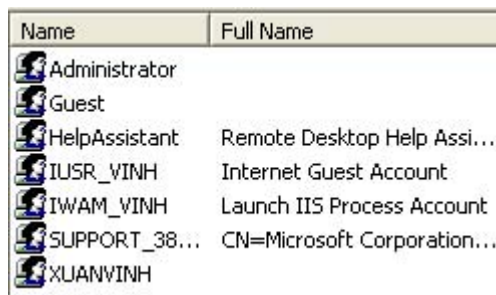 Name Full Name
Administrator
Guest
HelpAssistant Remote Desktop Help Assi...
IUSR_VINH Internet Guest Account
IWAM_VINH Launch IIS Process Account
SUPPORT_38... CN=Microsoft Corporation...
XUANVINH